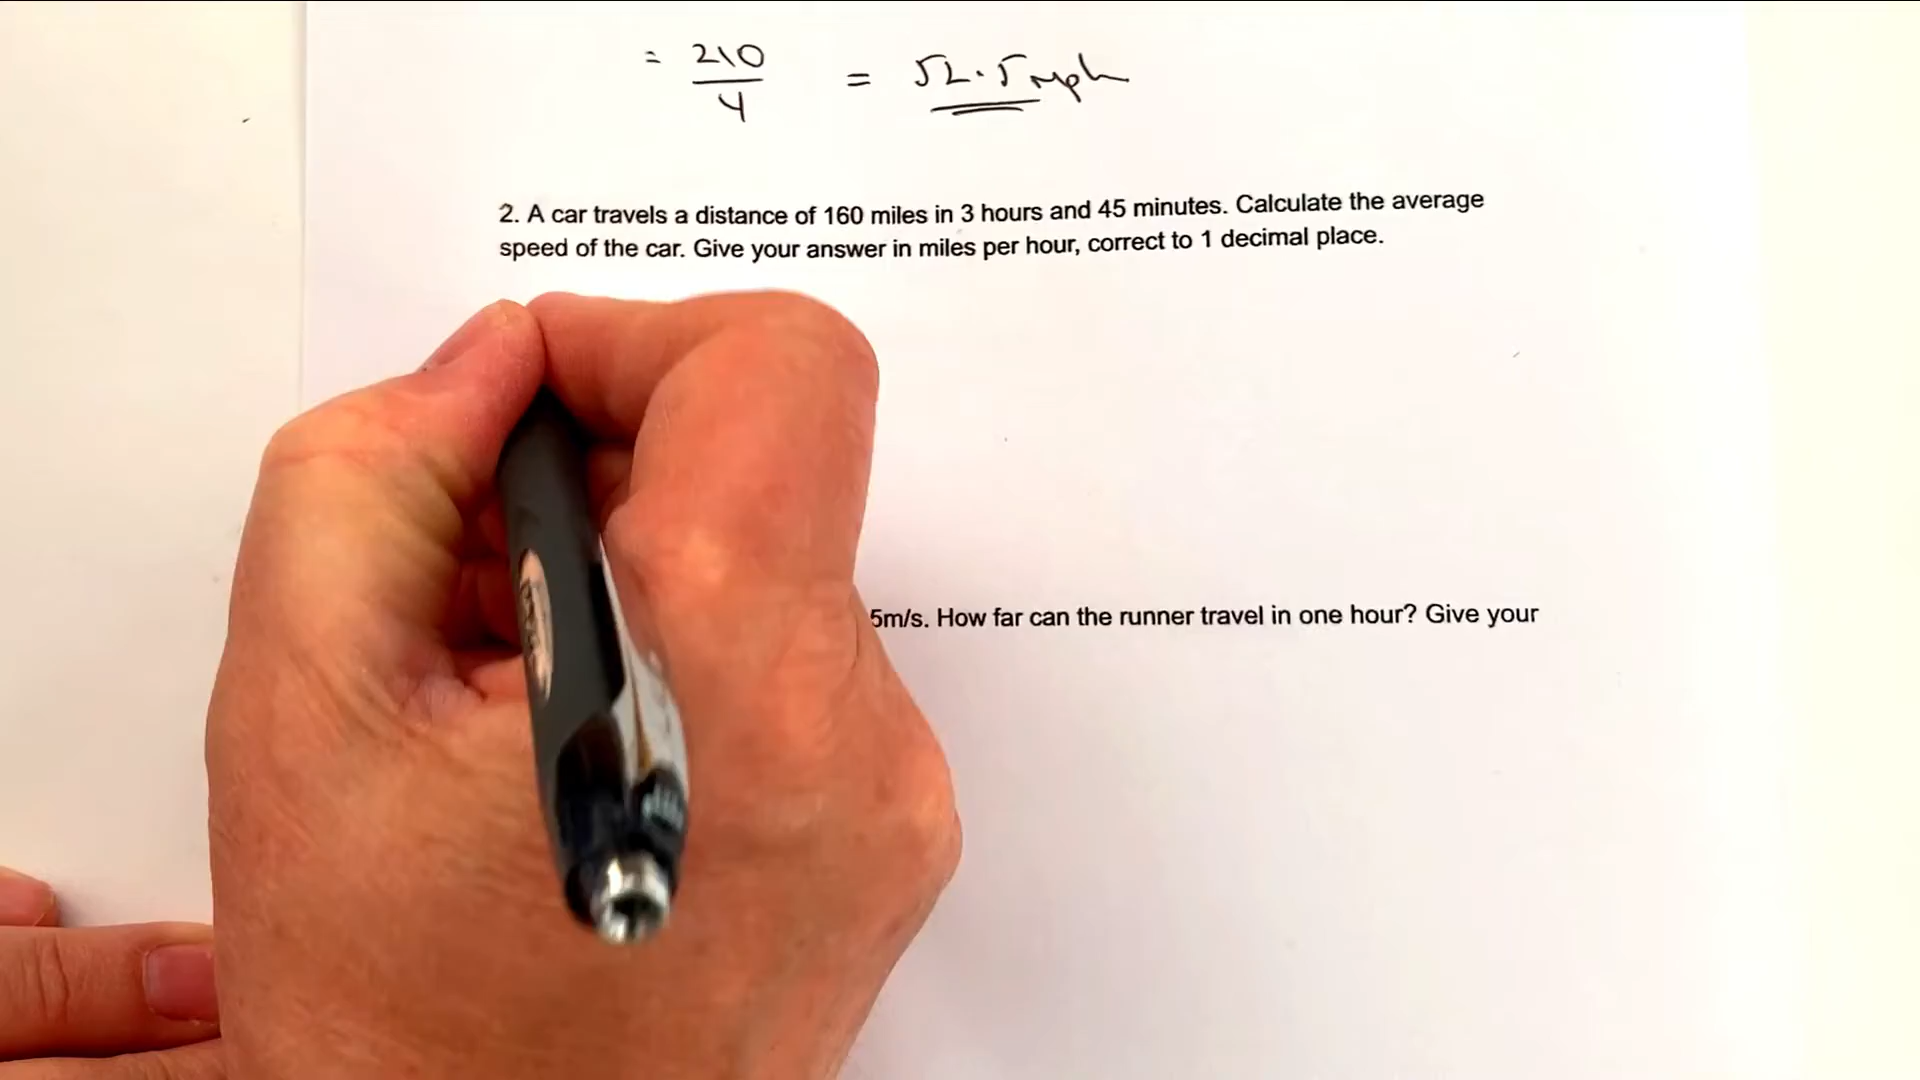 = 210
4 = 52.5mph
2. A car travels a distance of 160 miles in 3 hours and 45 minutes. Calculate the average
speed of the car. Give your answer in miles per hour, correct to 1 decimal place.
5m/s. How far can the runner travel in one hour? Give your